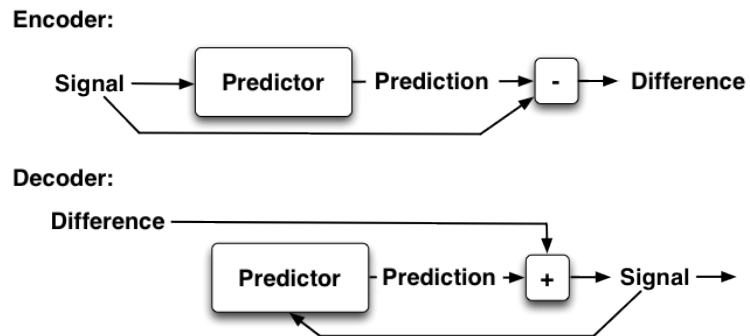 Encoder:
Signal Predictor Prediction - Difference
Decoder:
Difference
Predictor Prediction + Signal